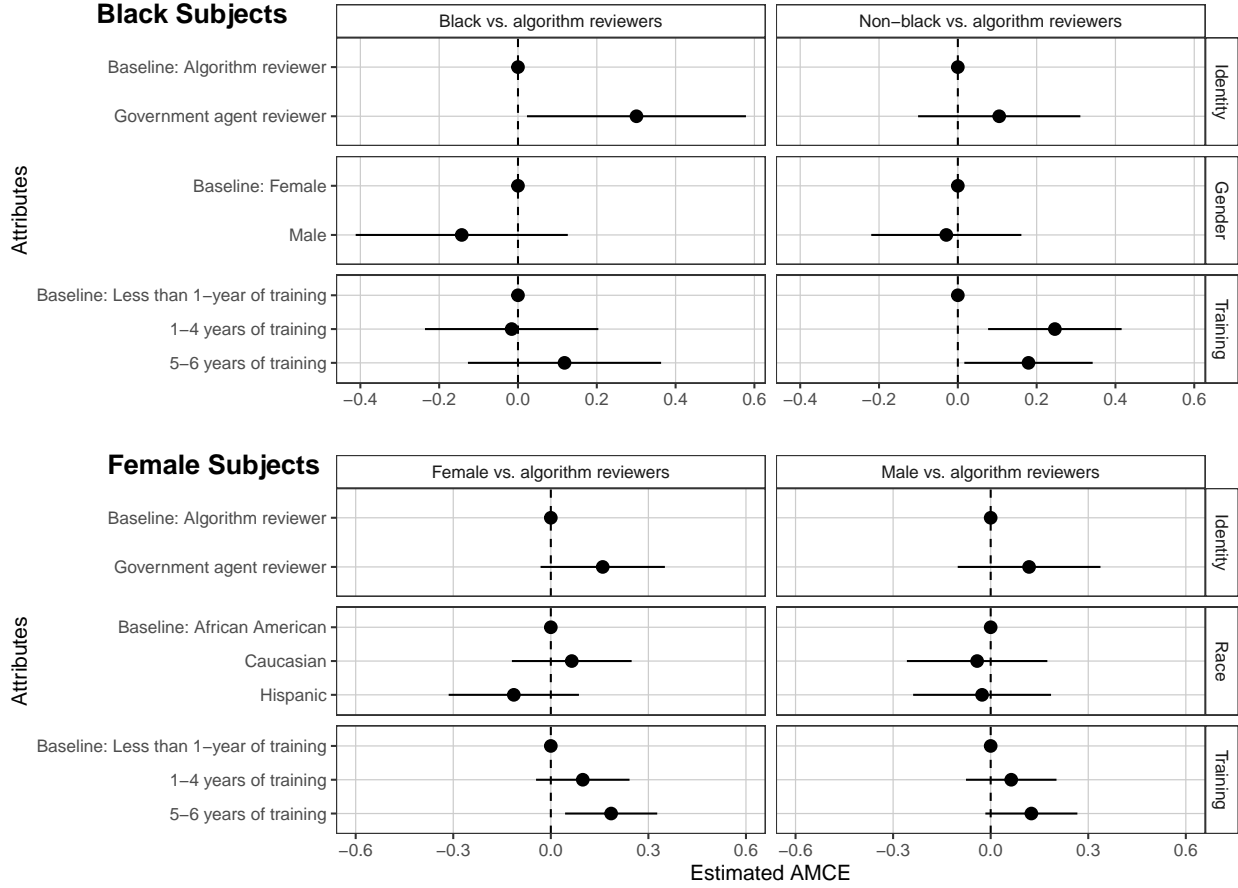 Black Subjects
Black vs. algorithm reviewers
Non−black vs. algorithm reviewers
Attributes
Baseline: Algorithm reviewer
Government agent reviewer
Identity
Baseline: Female
Male
Gender
Baseline: Less than 1−year of training
1−4 years of training
5−6 years of training
Training
−0.4 −0.2 0.0 0.2 0.4 0.6
−0.4 −0.2 0.0 0.2 0.4 0.6
Female Subjects
Female vs. algorithm reviewers
Male vs. algorithm reviewers
Attributes
Baseline: Algorithm reviewer
Government agent reviewer
Identity
Baseline: African American
Caucasian
Hispanic
Race
Baseline: Less than 1−year of training
1−4 years of training
5−6 years of training
Training
−0.6 −0.3 0.0 0.3 0.6
−0.6 −0.3 0.0 0.3 0.6
Estimated AMCE